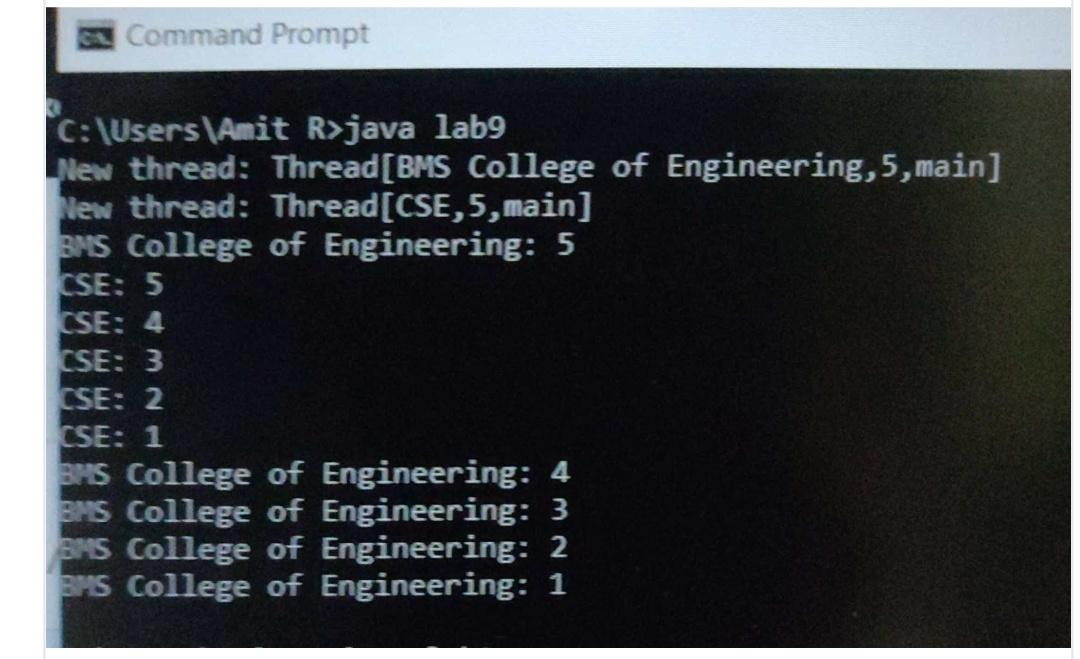 Command Prompt
C:\Users\Amit R>java lab9
New thread: Thread[BMS College of Engineering,5,main]
New thread: Thread[CSE,5,main]
BMS College of Engineering: 5
CSE: 5
CSE: 4
CSE: 3
CSE: 2
CSE: 1
BMS College of Engineering: 4
BMS College of Engineering: 3
BMS College of Engineering: 2
BMS College of Engineering: 1